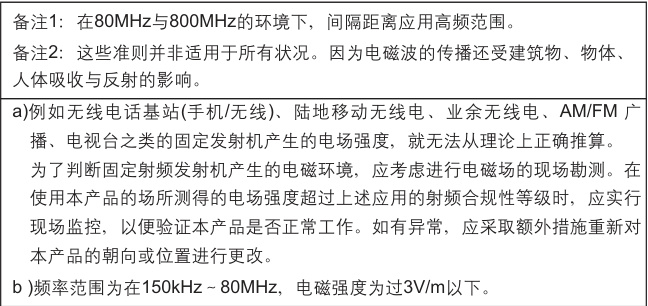 备注1：在80MHz与800MHz的环境下，间隔距离应用高频范围。
备注2：这些准则并非适用于所有状况。因为电磁波的传播还受建筑物、物体、
人体吸收与反射的影响。
a)例如无线电话基站(手机/无线)、陆地移动无线电、业余无线电、AM/FM 广
播、电视台之类的固定发射机产生的电场强度，就无法从理论上正确推算。
为了判断固定射频发射机产生的电磁环境，应考虑进行电磁场的现场勘测。在
使用本产品的场所测得的电场强度超过上述应用的射频合规性等级时，应实行
现场监控，以便验证本产品是否正常工作。如有异常，应采取额外措施重新对
本产品的朝向或位置进行更改。
b )频率范围为在150kHz～80MHz，电磁强度为过3V/m以下。